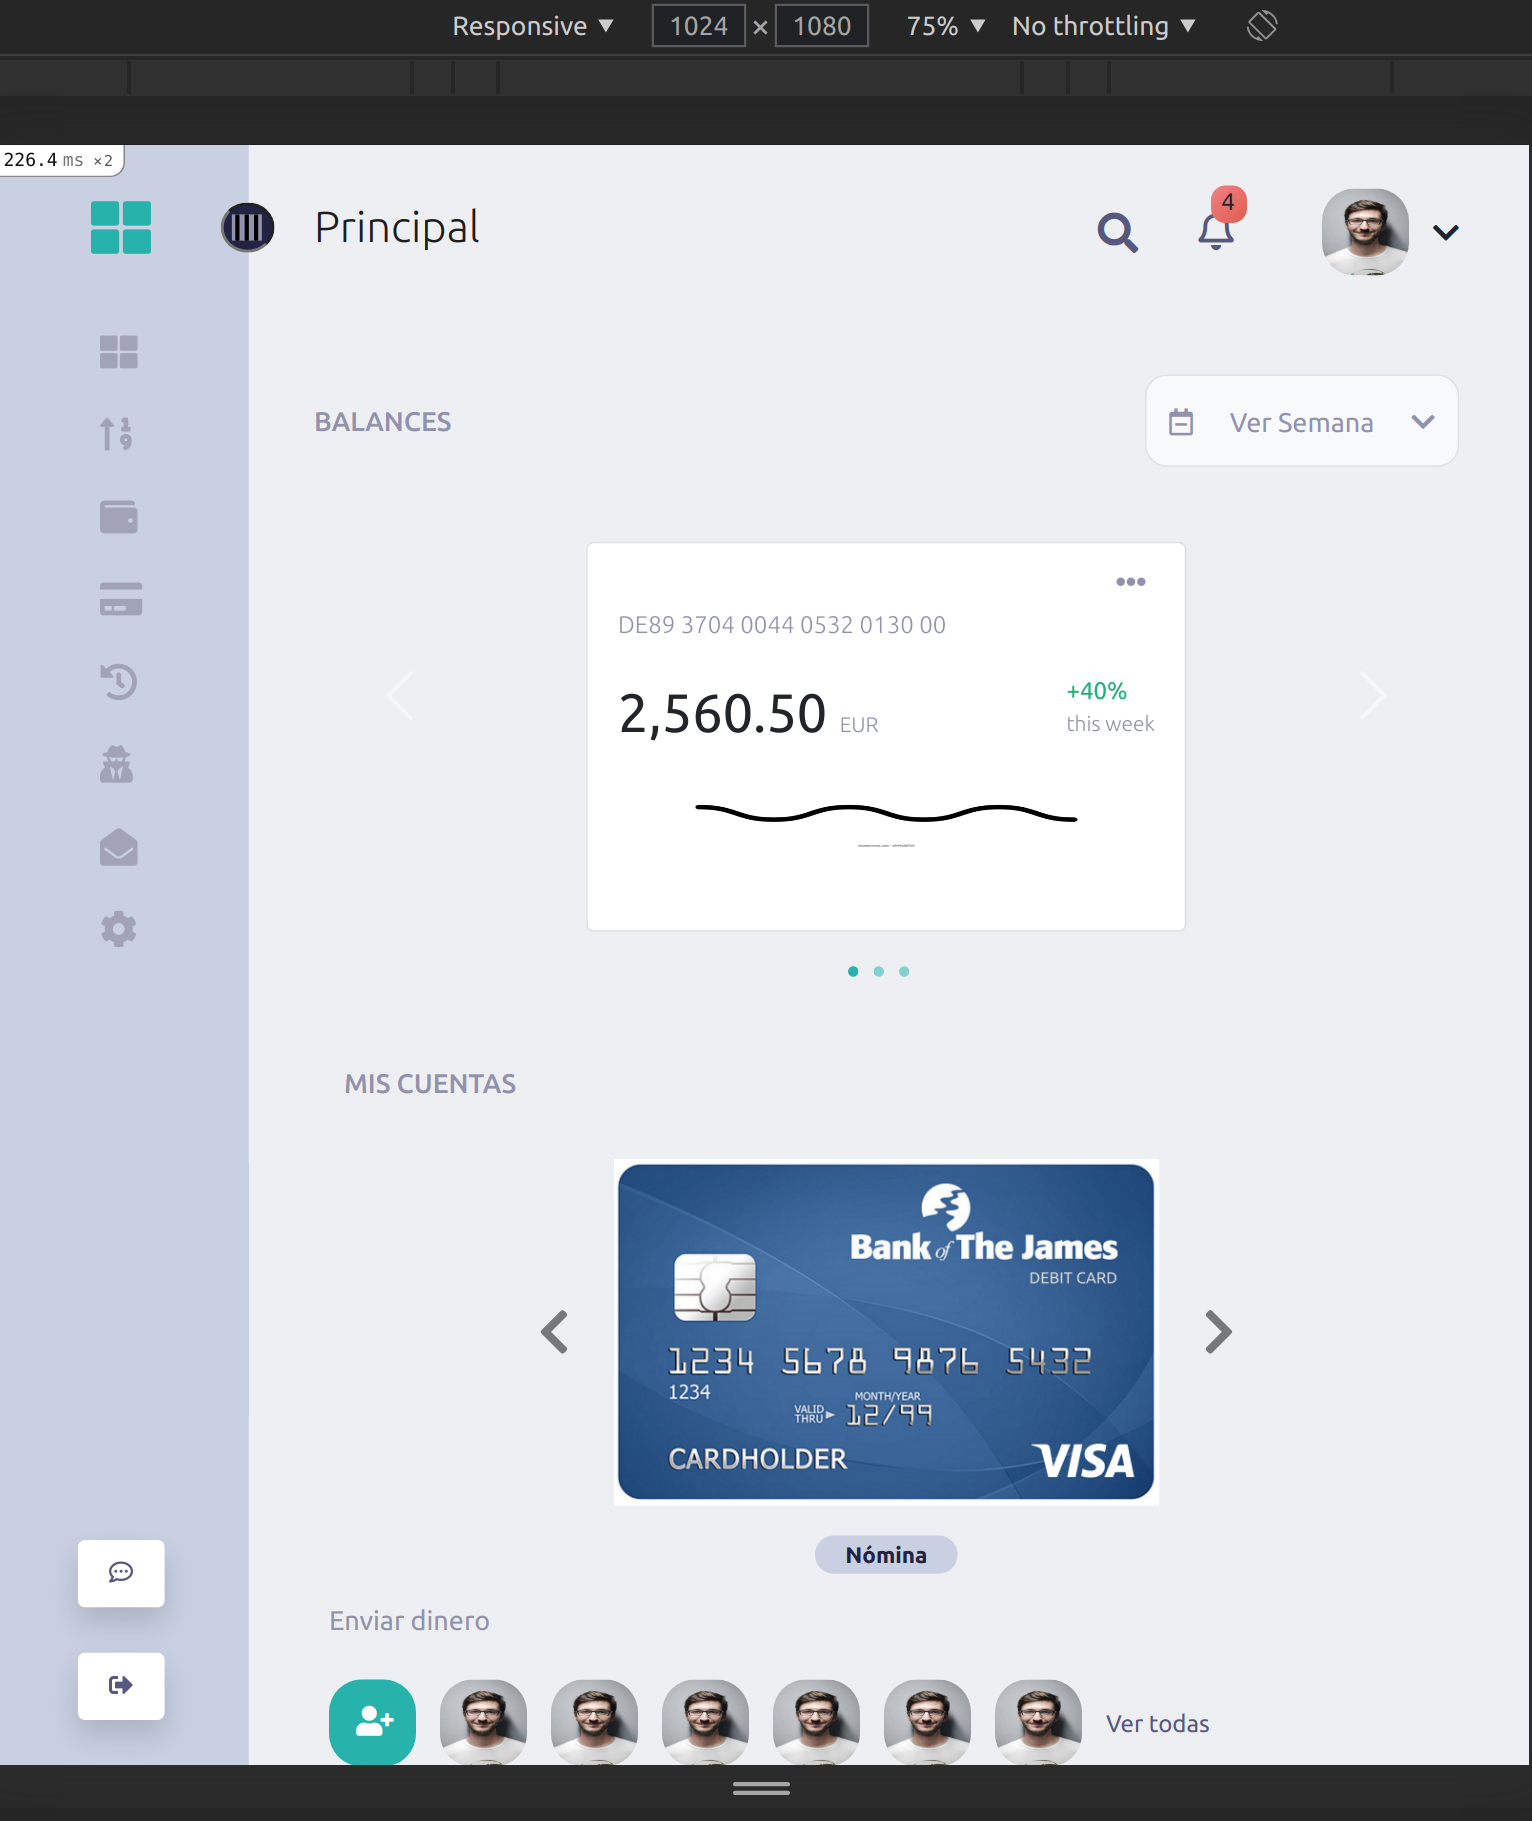 Responsive ▼ 1024 × 1080 75% ▼ No throttling ▼
226.4 ms ×2
Principal
4
BALANCES
Ver Semana
DE89 3704 0044 0532 0130 00
+40%
2,560.50 EUR
this week
MIS CUENTAS
Bank of The James
DEBIT CARD
1234 5678 9876 5432
1234
MONTH/YEAR
VALID
THRU
12/99
CARDHOLDER
VISA
Nómina
Enviar dinero
Ver todas